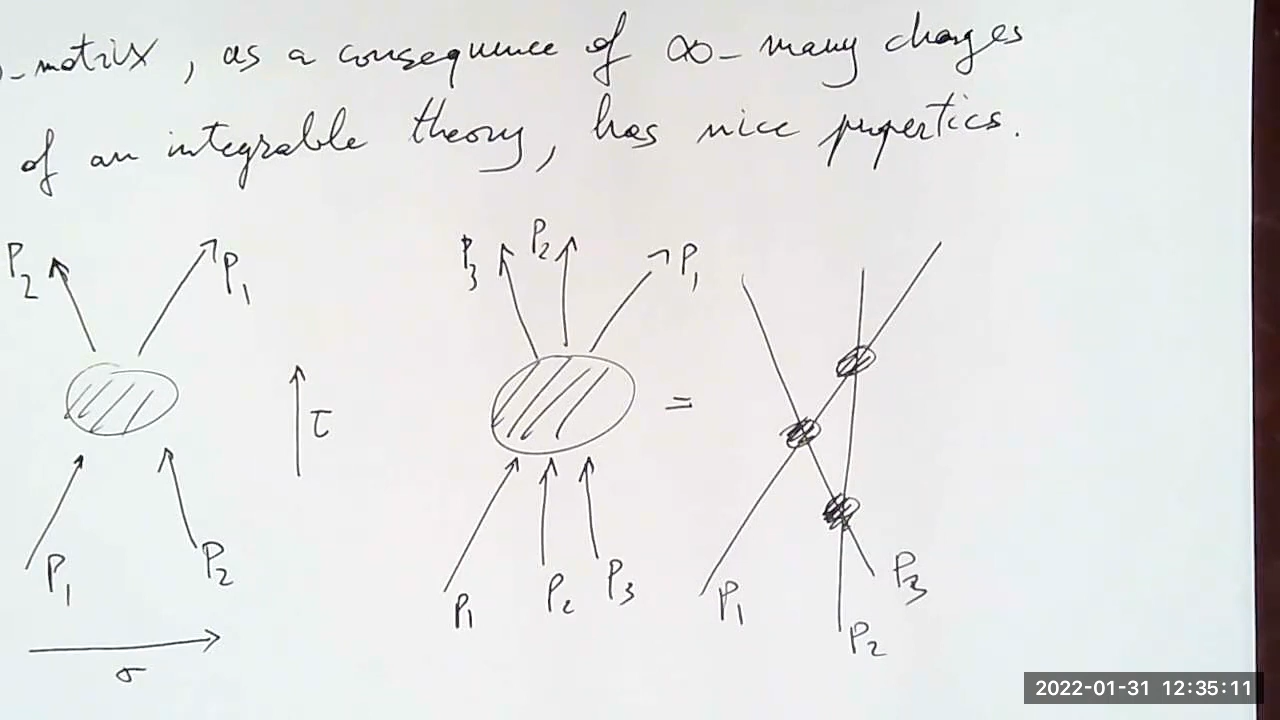 -matrix, as a consequence of ∞-many charges
of an integrable theory, has nice properties.
P2 P1
P3 P2 P1
τ
=
P1 P2
P1 P2 P3
P1 P2 P3
σ
2022-01-31 12:35:11